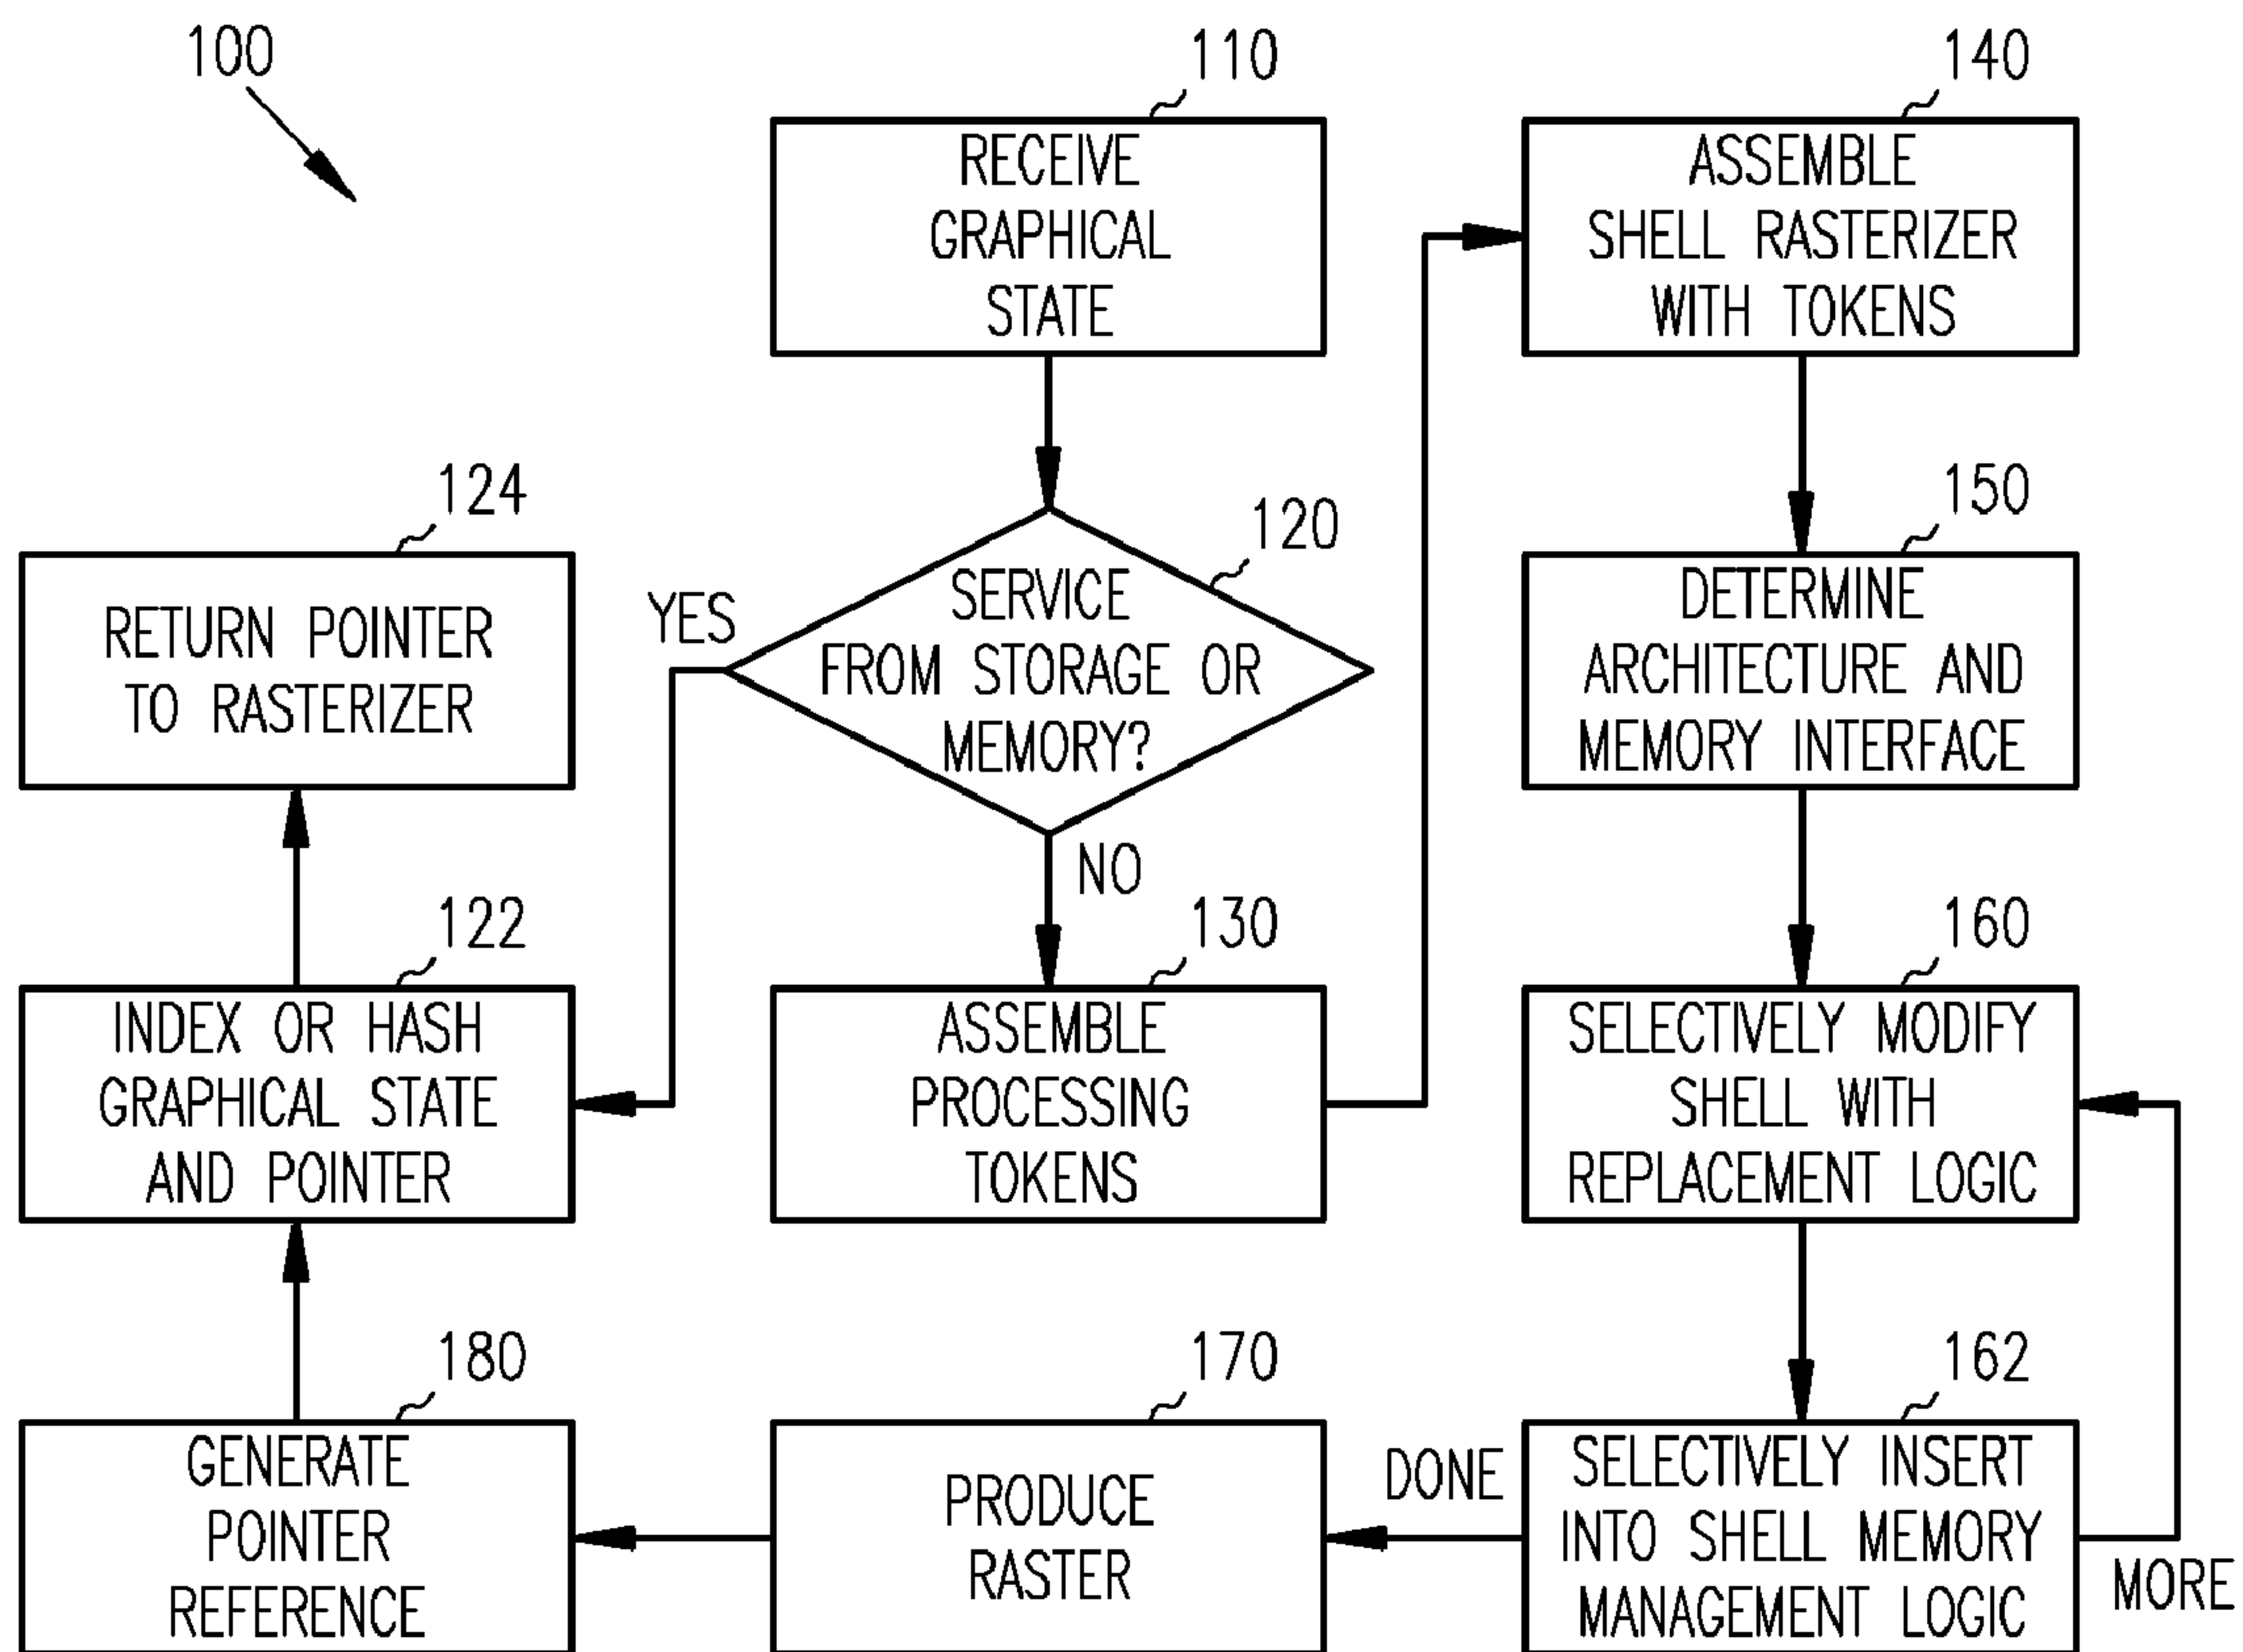 100
110
RECEIVE
GRAPHICAL
STATE
120
SERVICE
FROM STORAGE OR
MEMORY?
YES
NO
124
RETURN POINTER
TO RASTERIZER
122
INDEX OR HASH
GRAPHICAL STATE
AND POINTER
130
ASSEMBLE
PROCESSING
TOKENS
140
ASSEMBLE
SHELL RASTERIZER
WITH TOKENS
150
DETERMINE
ARCHITECTURE AND
MEMORY INTERFACE
160
SELECTIVELY MODIFY
SHELL WITH
REPLACEMENT LOGIC
162
SELECTIVELY INSERT
INTO SHELL MEMORY
MANAGEMENT LOGIC
MORE
DONE
170
PRODUCE
RASTER
180
GENERATE
POINTER
REFERENCE